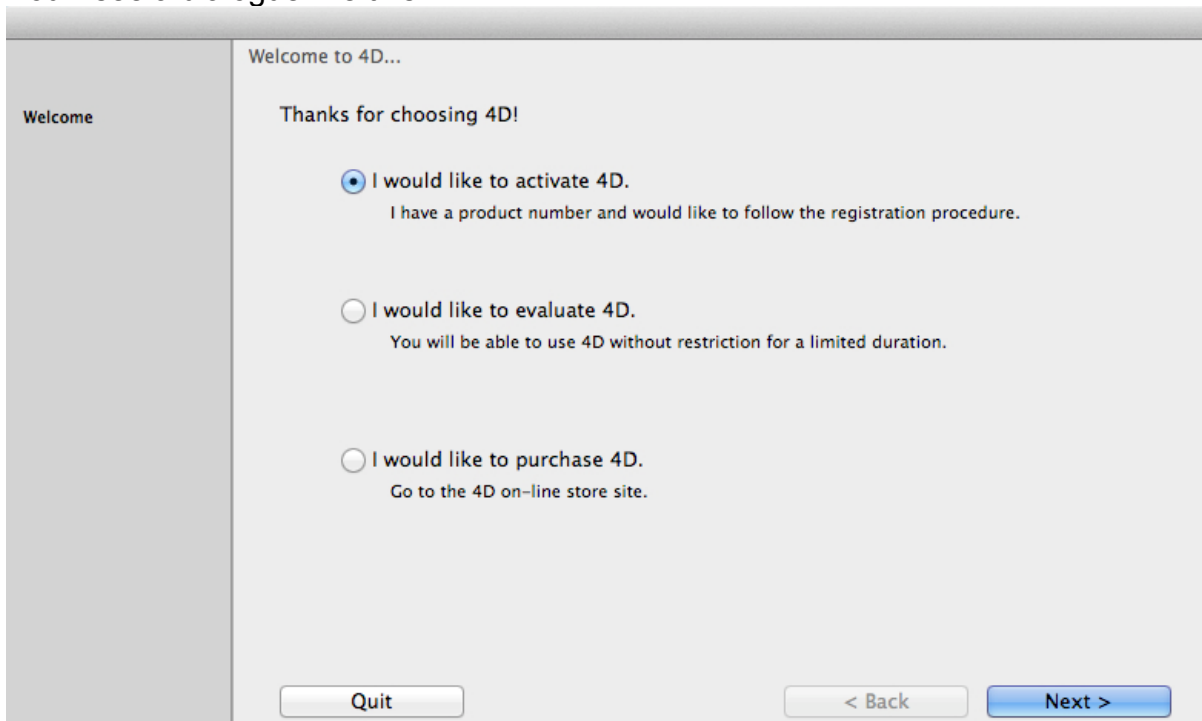 Welcome to 4D...
Welcome
Thanks for choosing 4D!
I would like to activate 4D.
I have a product number and would like to follow the registration procedure.
I would like to evaluate 4D.
You will be able to use 4D without restriction for a limited duration.
I would like to purchase 4D.
Go to the 4D on-line store site.
Quit
< Back
Next >